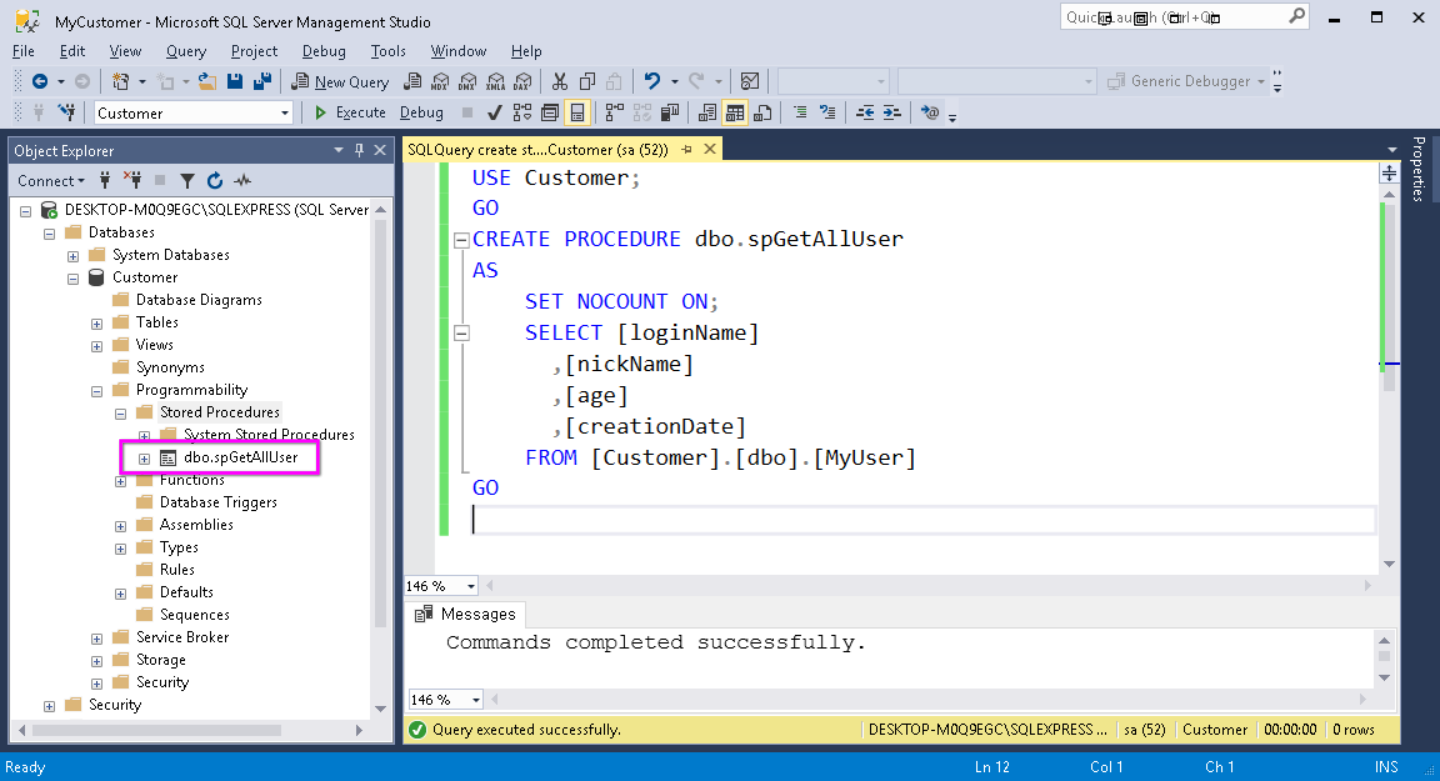 MyCustomer - Microsoft SQL Server Management Studio
File Edit View Query Project Debug Tools Window Help
New Query MDX DMX XMLA DAX Generic Debugger
Customer Execute Debug
Object Explorer
Connect
DESKTOP-M0Q9EGC\SQLEXPRESS (SQL Server
Databases
System Databases
Customer
Database Diagrams
Tables
Views
Synonyms
Programmability
Stored Procedures
System Stored Procedures
dbo.spGetAllUser
Functions
Database Triggers
Assemblies
Types
Rules
Defaults
Sequences
Service Broker
Storage
Security
Security
SQLQuery create st....Customer (sa (52))
USE Customer;
GO
CREATE PROCEDURE dbo.spGetAllUser
AS
SET NOCOUNT ON;
SELECT [loginName]
,[nickName]
,[age]
,[creationDate]
FROM [Customer].[dbo].[MyUser]
GO
146 %
Messages
Commands completed successfully.
146 %
Query executed successfully. DESKTOP-M0Q9EGC\SQLEXPRESS ... sa (52) Customer 00:00:00 0 rows
Properties
Ready Ln 12 Col 1 Ch 1 INS